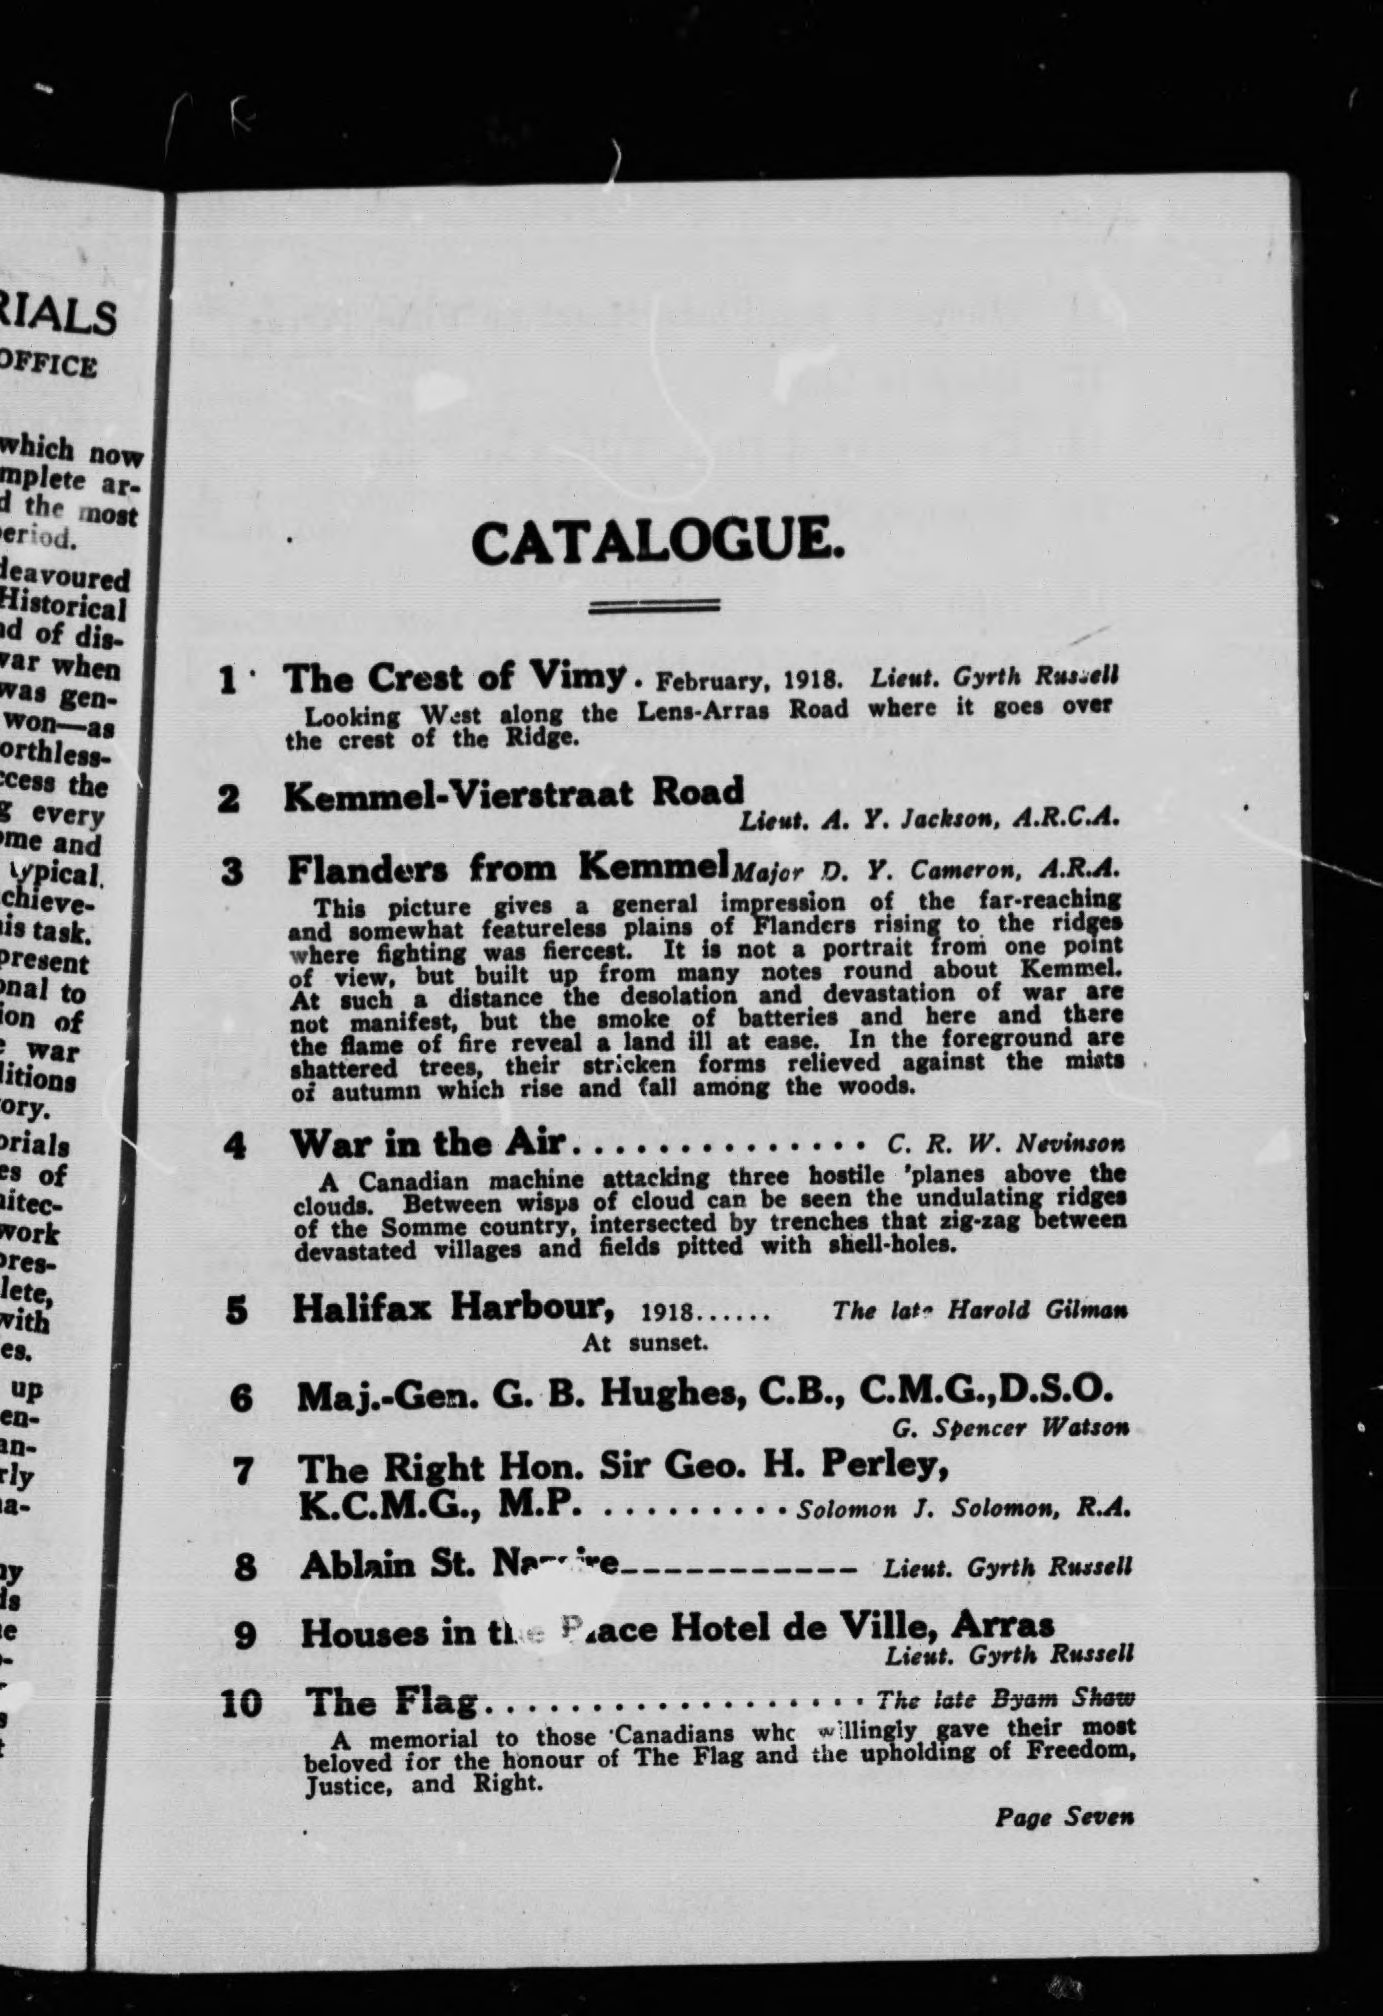 RIALS
OFFICE
which now
mplete ar-
d the most
period.
deavoured
Historical
nd of dis-
war when
was gen-
won—as
orthless-
ccess the
g every
ome and
typical
chieve-
is task.
present
onal to
ion of
e war
litions
ory.
orials
es of
itec-
work
pres-
lete,
with
es.
up
en-
an-
rly
a-
CATALOGUE.
1 The Crest of Vimy. February, 1918. Lieut. Gyrth Russell
Looking West along the Lens-Arras Road where it goes over
the crest of the Ridge.
2 Kemmel-Vierstraat Road
Lieut. A. Y. Jackson, A.R.C.A.
3 Flanders from Kemmel Major D. Y. Cameron, A.R.A.
This picture gives a general impression of the far-reaching
and somewhat featureless plains of Flanders rising to the ridges
where fighting was fiercest. It is not a portrait from one point
of view, but built up from many notes round about Kemmel.
At such a distance the desolation and devastation of war are
not manifest, but the smoke of batteries and here and there
the flame of fire reveal a land ill at ease. In the foreground are
shattered trees, their stricken forms relieved against the mists
of autumn which rise and fall among the woods.
4 War in the Air............... C. R. W. Nevinson
A Canadian machine attacking three hostile 'planes above the
clouds. Between wisps of cloud can be seen the undulating ridges
of the Somme country, intersected by trenches that zig-zag between
devastated villages and fields pitted with shell-holes.
5 Halifax Harbour, 1918...... The late Harold Gilman
At sunset.
6 Maj.-Gen. G. B. Hughes, C.B., C.M.G.,D.S.O.
G. Spencer Watson
7 The Right Hon. Sir Geo. H. Perley,
K.C.M.G., M.P. .......... Solomon J. Solomon, R.A.
8 Ablain St. Nazaire------------ Lieut. Gyrth Russell
9 Houses in the Place Hotel de Ville, Arras
Lieut. Gyrth Russell
10 The Flag.................. The late Byam Shaw
A memorial to those Canadians who willingly gave their most
beloved for the honour of The Flag and the upholding of Freedom,
Justice, and Right.
Page Seven